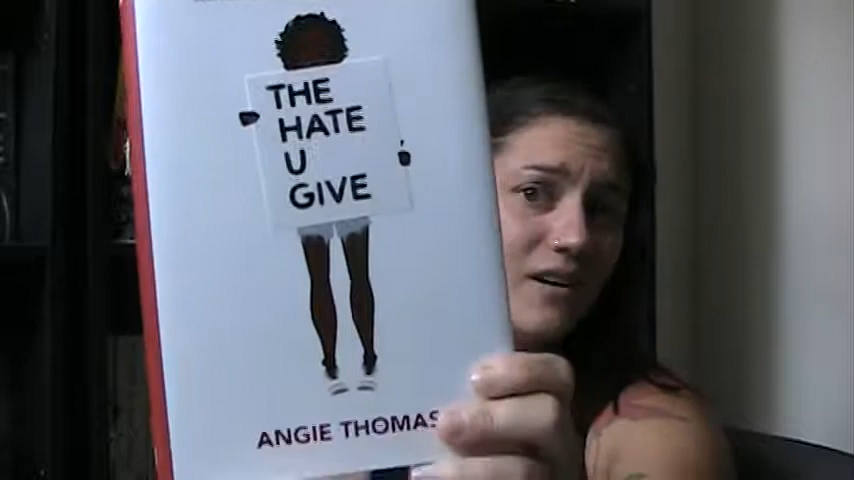 THE
HATE
U
GIVE
ANGIE THOMAS